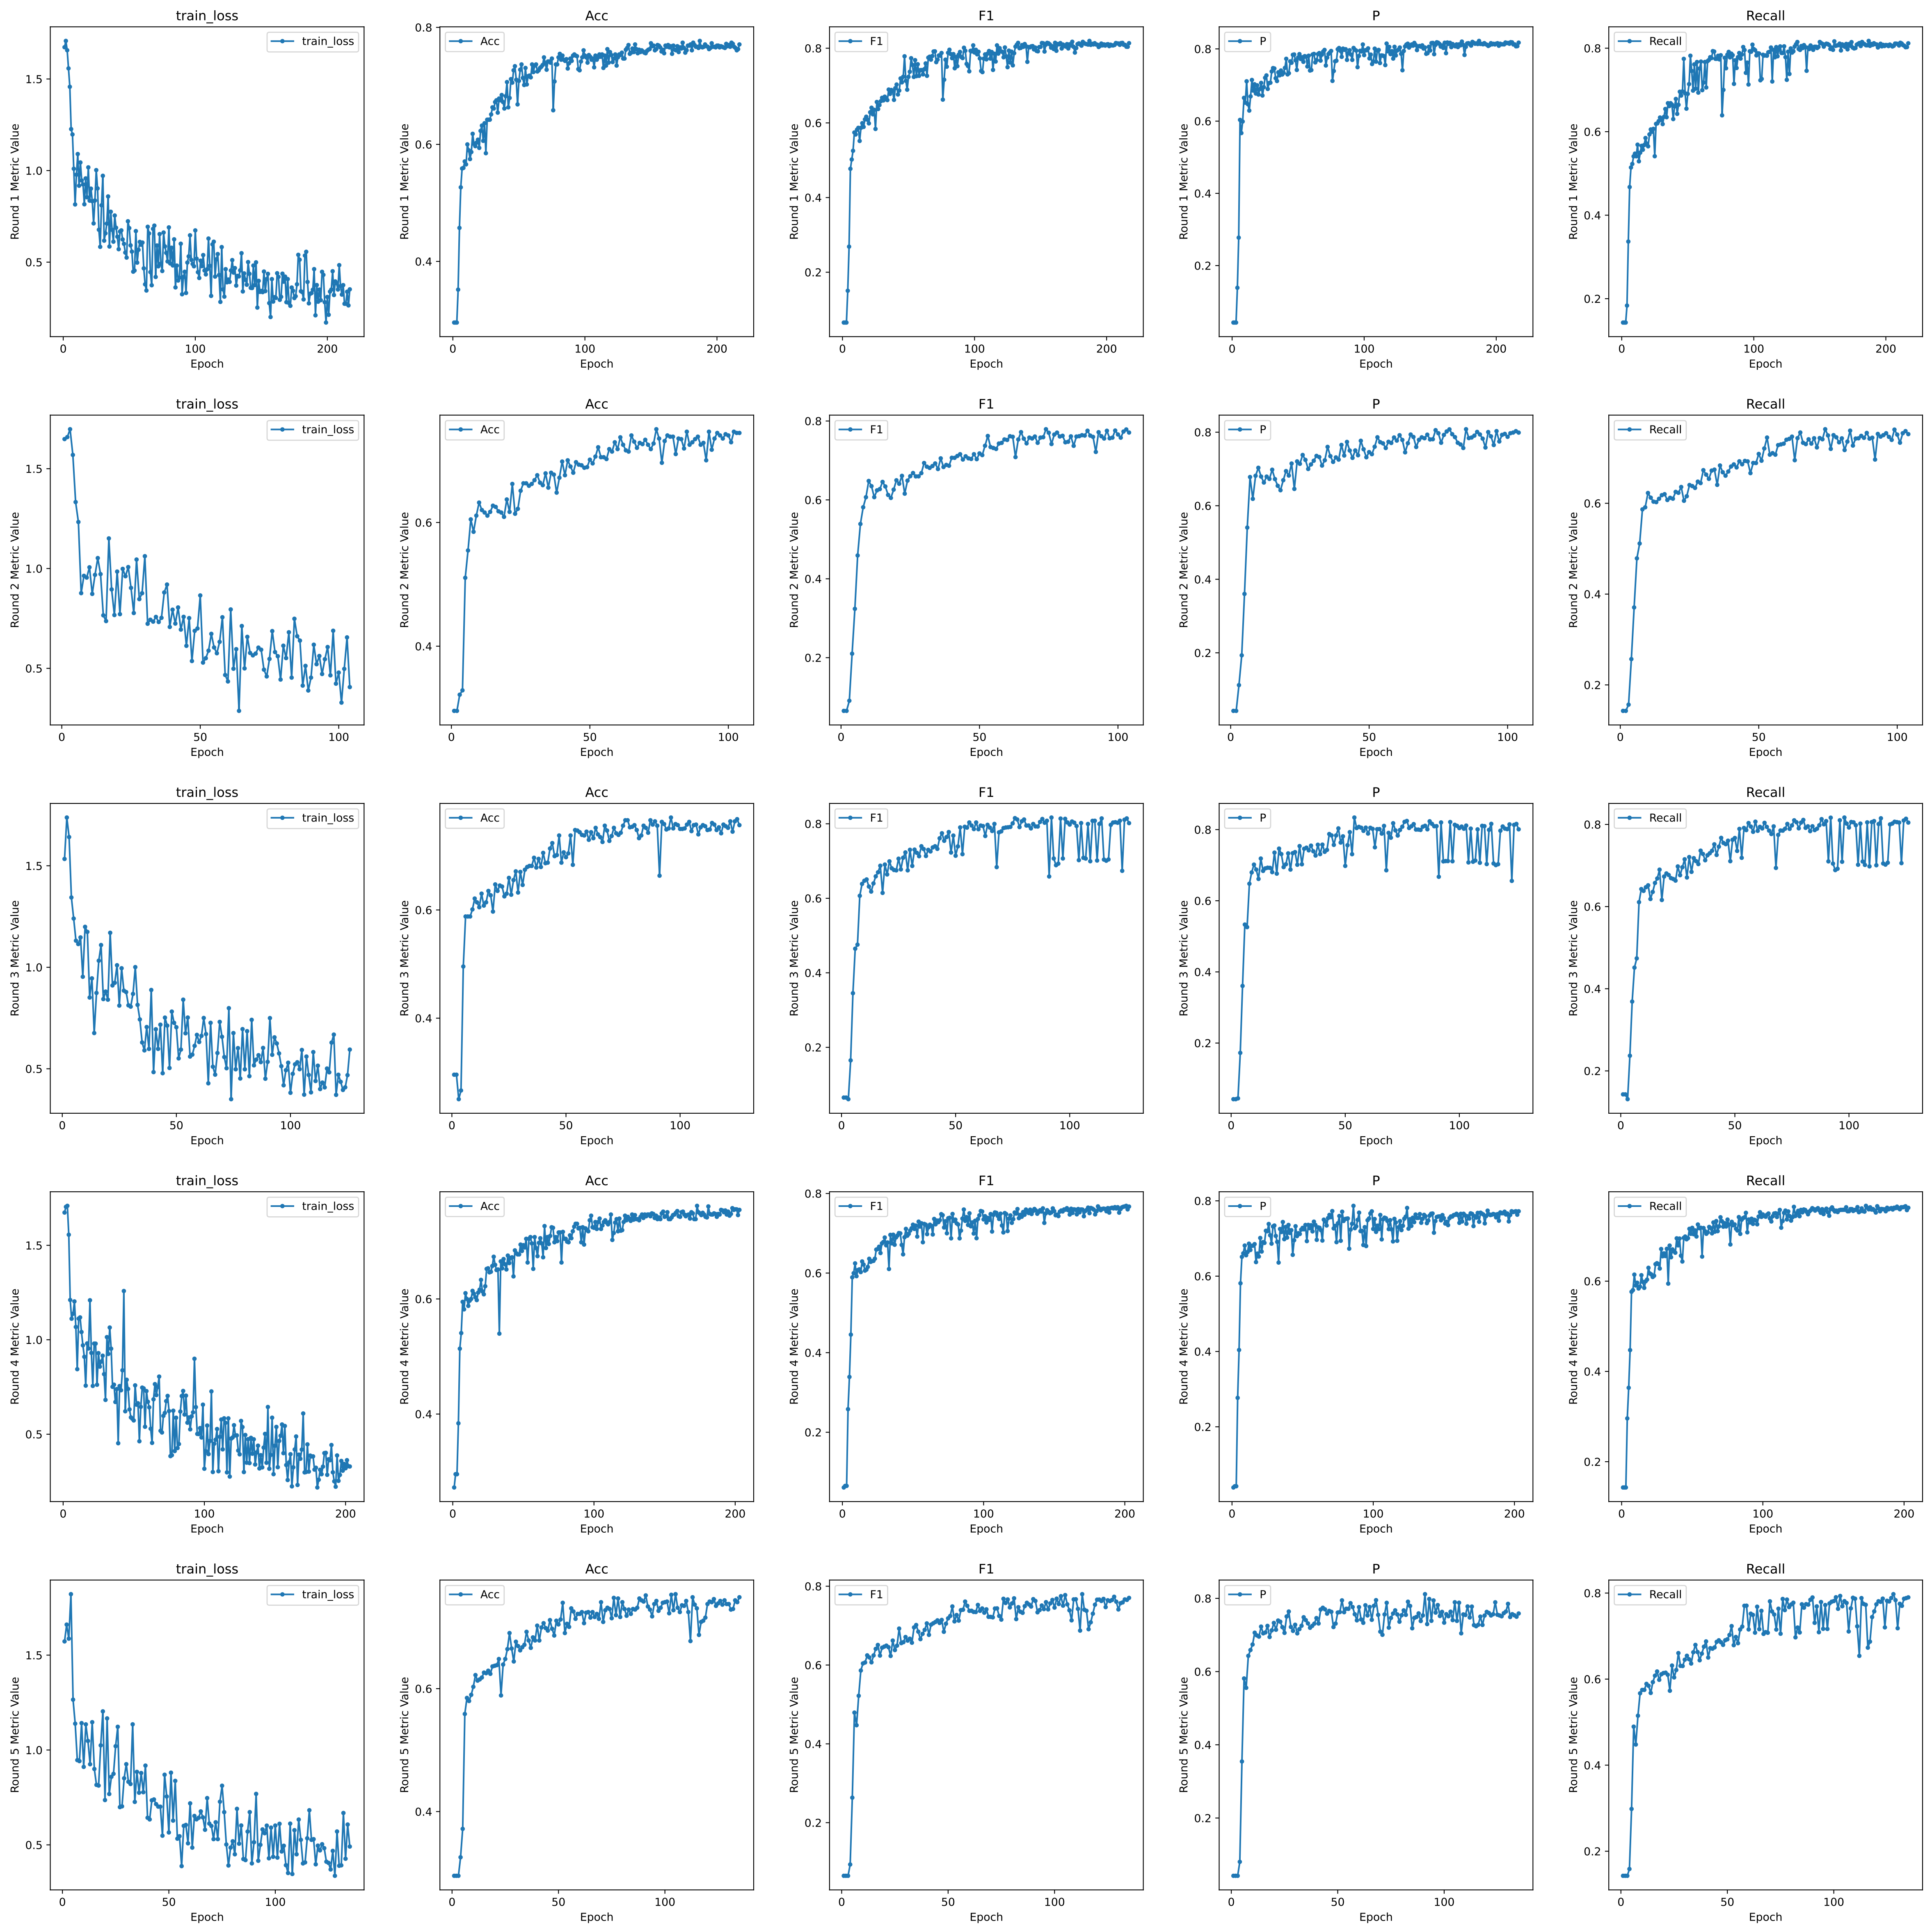 train_loss
train_loss
Round 1 Metric Value
1.5
1.0
0.5
0 100 200
Epoch
Acc
Acc
Round 1 Metric Value
0.8
0.6
0.4
0 100 200
Epoch
F1
F1
Round 1 Metric Value
0.8
0.6
0.4
0.2
0 100 200
Epoch
P
P
Round 1 Metric Value
0.8
0.6
0.4
0.2
0 100 200
Epoch
Recall
Recall
Round 1 Metric Value
0.8
0.6
0.4
0.2
0 100 200
Epoch
train_loss
train_loss
Round 2 Metric Value
1.5
1.0
0.5
0 50 100
Epoch
Acc
Acc
Round 2 Metric Value
0.6
0.4
0 50 100
Epoch
F1
F1
Round 2 Metric Value
0.8
0.6
0.4
0.2
0 50 100
Epoch
P
P
Round 2 Metric Value
0.8
0.6
0.4
0.2
0 50 100
Epoch
Recall
Recall
Round 2 Metric Value
0.6
0.4
0.2
0 50 100
Epoch
train_loss
train_loss
Round 3 Metric Value
1.5
1.0
0.5
0 50 100
Epoch
Acc
Acc
Round 3 Metric Value
0.6
0.4
0 50 100
Epoch
F1
F1
Round 3 Metric Value
0.8
0.6
0.4
0.2
0 50 100
Epoch
P
P
Round 3 Metric Value
0.8
0.6
0.4
0.2
0 50 100
Epoch
Recall
Recall
Round 3 Metric Value
0.8
0.6
0.4
0.2
0 50 100
Epoch
train_loss
train_loss
Round 4 Metric Value
1.5
1.0
0.5
0 100 200
Epoch
Acc
Acc
Round 4 Metric Value
0.6
0.4
0 100 200
Epoch
F1
F1
Round 4 Metric Value
0.8
0.6
0.4
0.2
0 100 200
Epoch
P
P
Round 4 Metric Value
0.8
0.6
0.4
0.2
0 100 200
Epoch
Recall
Recall
Round 4 Metric Value
0.6
0.4
0.2
0 100 200
Epoch
train_loss
train_loss
Round 5 Metric Value
1.5
1.0
0.5
0 50 100
Epoch
Acc
Acc
Round 5 Metric Value
0.6
0.4
0 50 100
Epoch
F1
F1
Round 5 Metric Value
0.8
0.6
0.4
0.2
0 50 100
Epoch
P
P
Round 5 Metric Value
0.8
0.6
0.4
0.2
0 50 100
Epoch
Recall
Recall
Round 5 Metric Value
0.8
0.6
0.4
0.2
0 50 100
Epoch